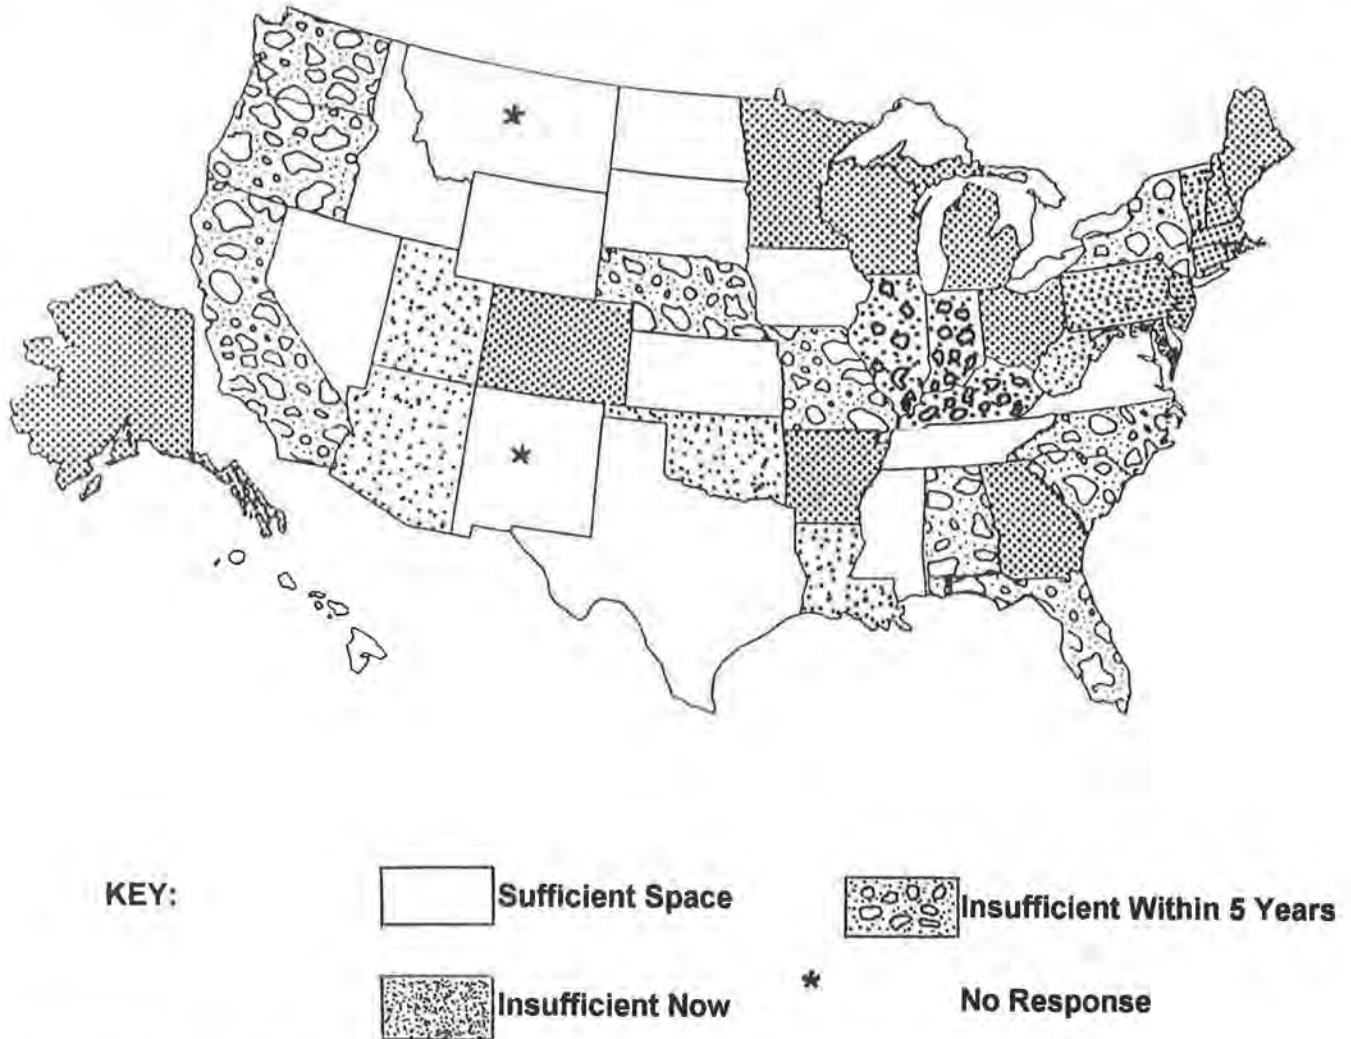 *
*
KEY:
Sufficient Space
Insufficient Within 5 Years
Insufficient Now
* No Response